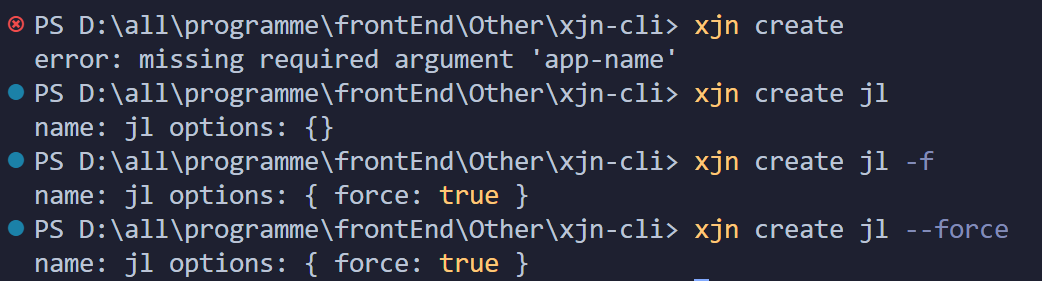 PS D:\all\programme\frontEnd\Other\xjn-cli> xjn create
error: missing required argument 'app-name'
PS D:\all\programme\frontEnd\Other\xjn-cli> xjn create jl
name: jl options: {}
PS D:\all\programme\frontEnd\Other\xjn-cli> xjn create jl -f
name: jl options: { force: true }
PS D:\all\programme\frontEnd\Other\xjn-cli> xjn create jl --force
name: jl options: { force: true }